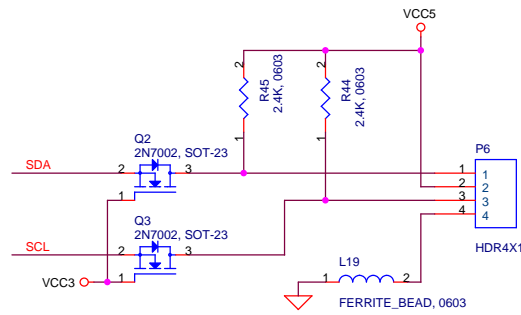 VCC5
2
2
R45
2.4K, 0603
R44
2.4K, 0603
1
1
Q2
2N7002, SOT-23
SDA
2
3
1
P6
1
1
2
2
3
3
4
4
HDR4X1
Q3
2N7002, SOT-23
SCL
2
3
VCC3
1
L19
1
2
FERRITE_BEAD, 0603